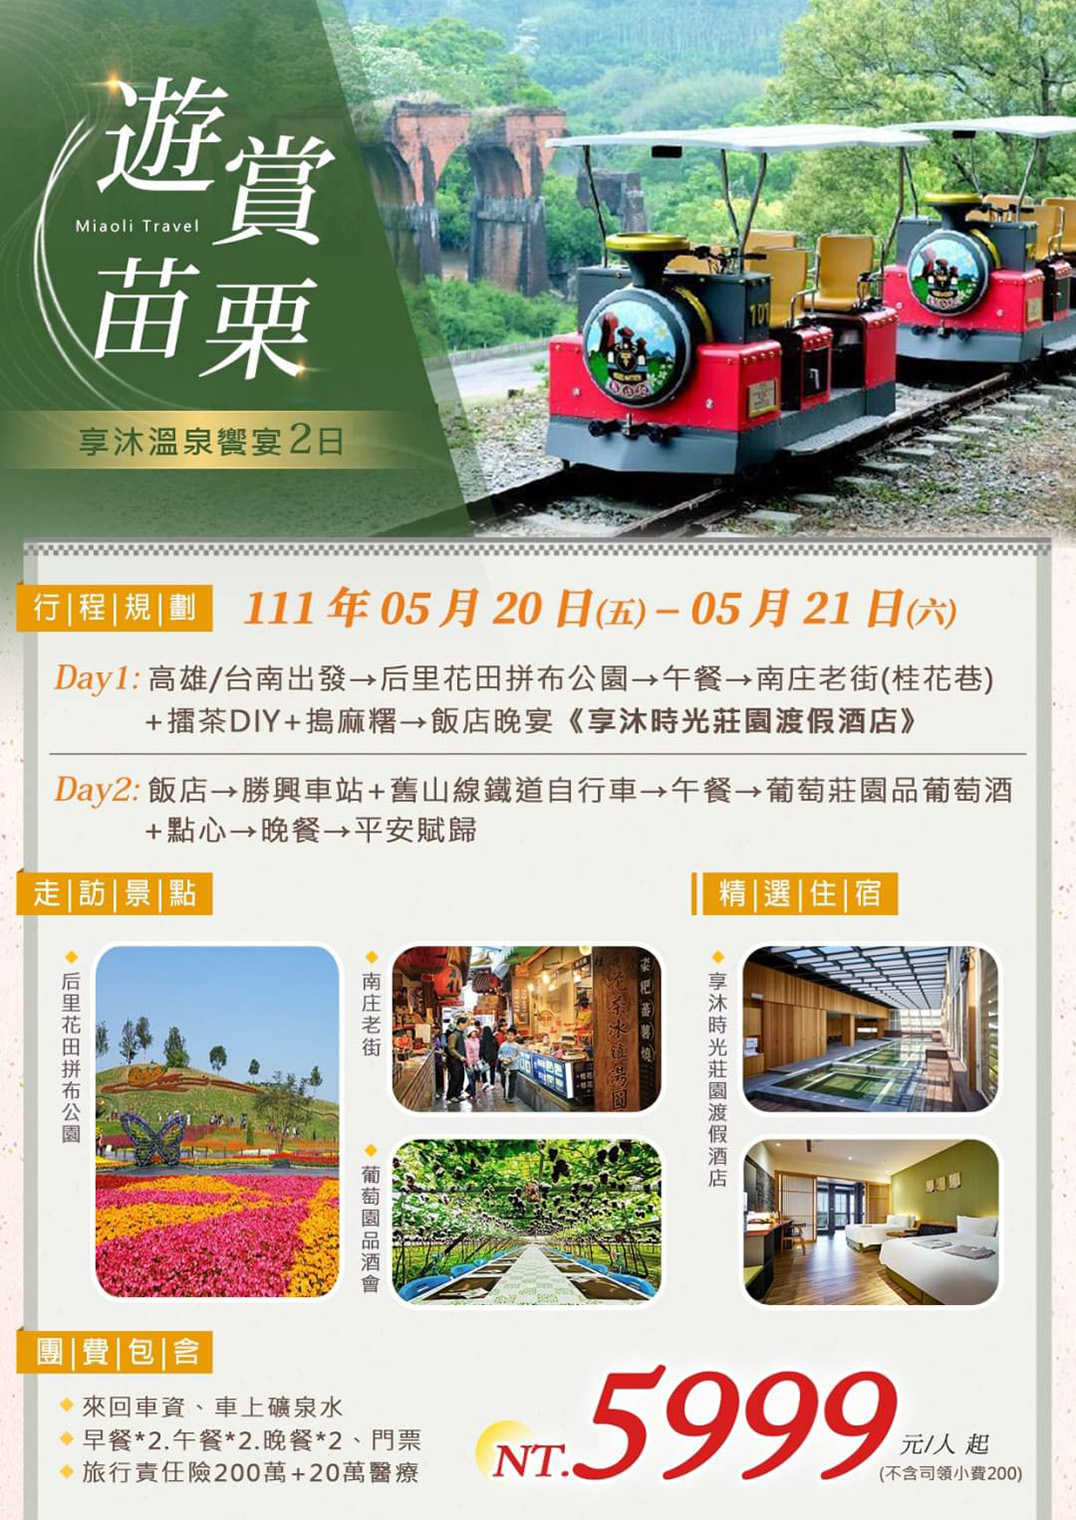 遊賞
Miaoli Travel
苗栗
享沐溫泉饗宴2日
行|程|規|劃
111年05月20日(五)–05月21日(六)
Day1:高雄/台南出發→后里花田拼布公園→午餐→南庄老街(桂花巷)
+擂茶DIY+搗麻糬→飯店晚宴《享沐時光莊園渡假酒店》
Day2:飯店→勝興車站+舊山線鐵道自行車→午餐→葡萄莊園品葡萄酒
+點心→晚餐→平安賦歸
走|訪|景|點
精|選|住|宿
后里花田拼布公園
南庄老街
葡萄園品酒會
享沐時光莊園渡假酒店
團|費|包|含
來回車資、車上礦泉水
早餐*2.午餐*2.晚餐*2、門票
旅行責任險200萬+20萬醫療
NT.5999元/人 起
(不含司領小費200)